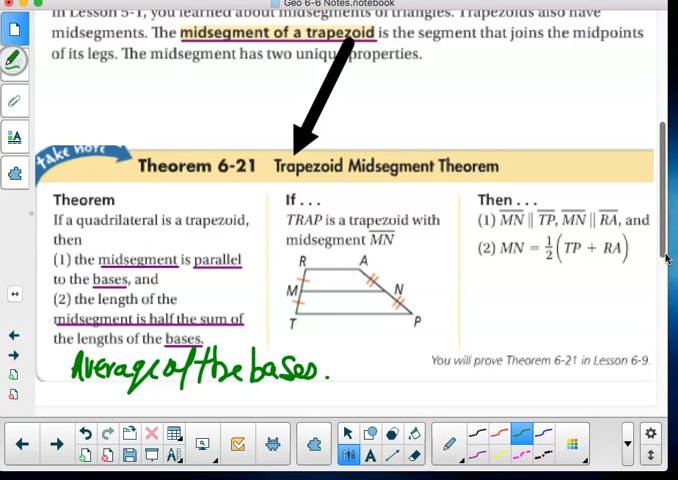 Geo 6-6 Notes.notebook
In Lesson 5-1, you learned about midsegments of triangles. Trapezoids also have
midsegments. The midsegment of a trapezoid is the segment that joins the midpoints
of its legs. The midsegment has two unique properties.
take note
Theorem 6-21 Trapezoid Midsegment Theorem
Theorem
If a quadrilateral is a trapezoid,
then
(1) the midsegment is parallel
to the bases, and
(2) the length of the
midsegment is half the sum of
the lengths of the bases.
If . . .
TRAP is a trapezoid with
midsegment MN
R A
M N
T P
Then . . .
(1) MN || TP, MN || RA, and
(2) MN = 1/2 (TP + RA)
Average of the bases.
You will prove Theorem 6-21 in Lesson 6-9.
A